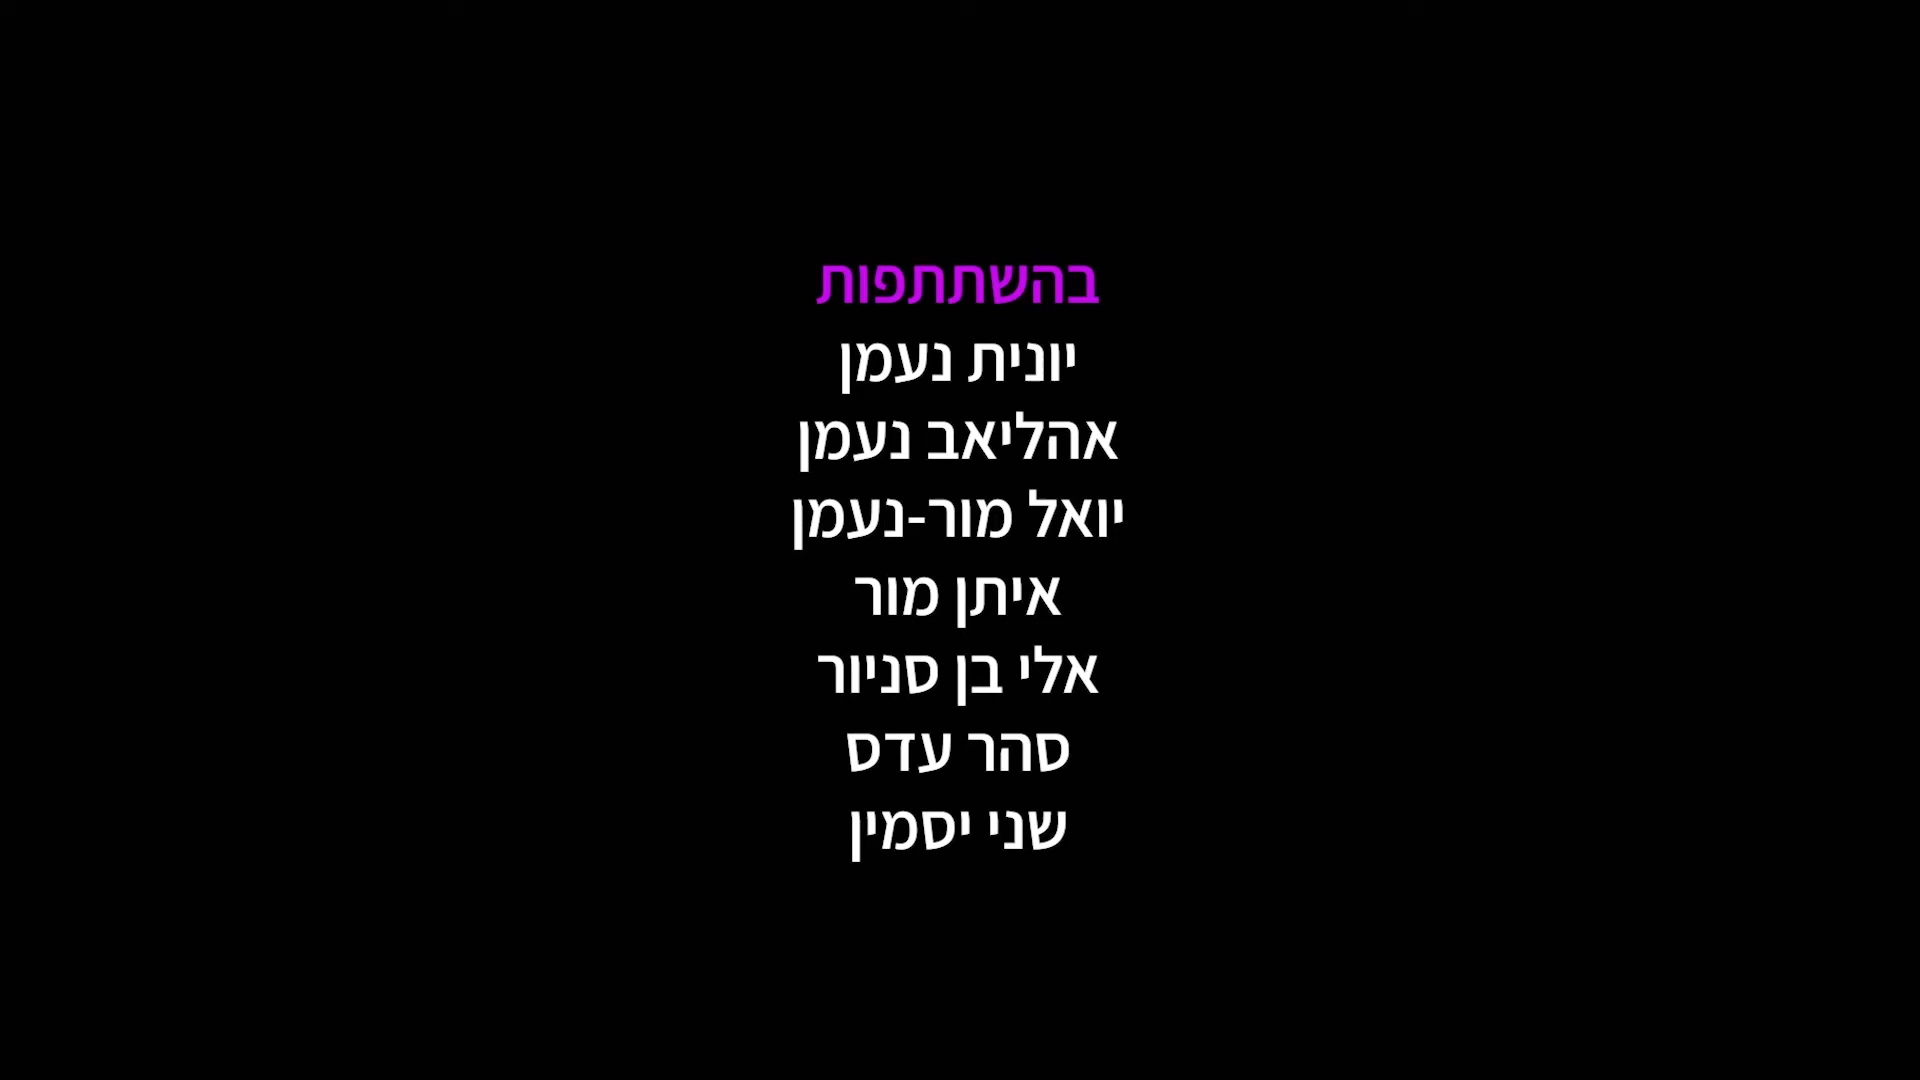 בהשתתפות
יונית נעמן
אהליאב נעמן
יואל מור-נעמן
איתן מור
אלי בן סניור
סהר עדס
שני יסמין